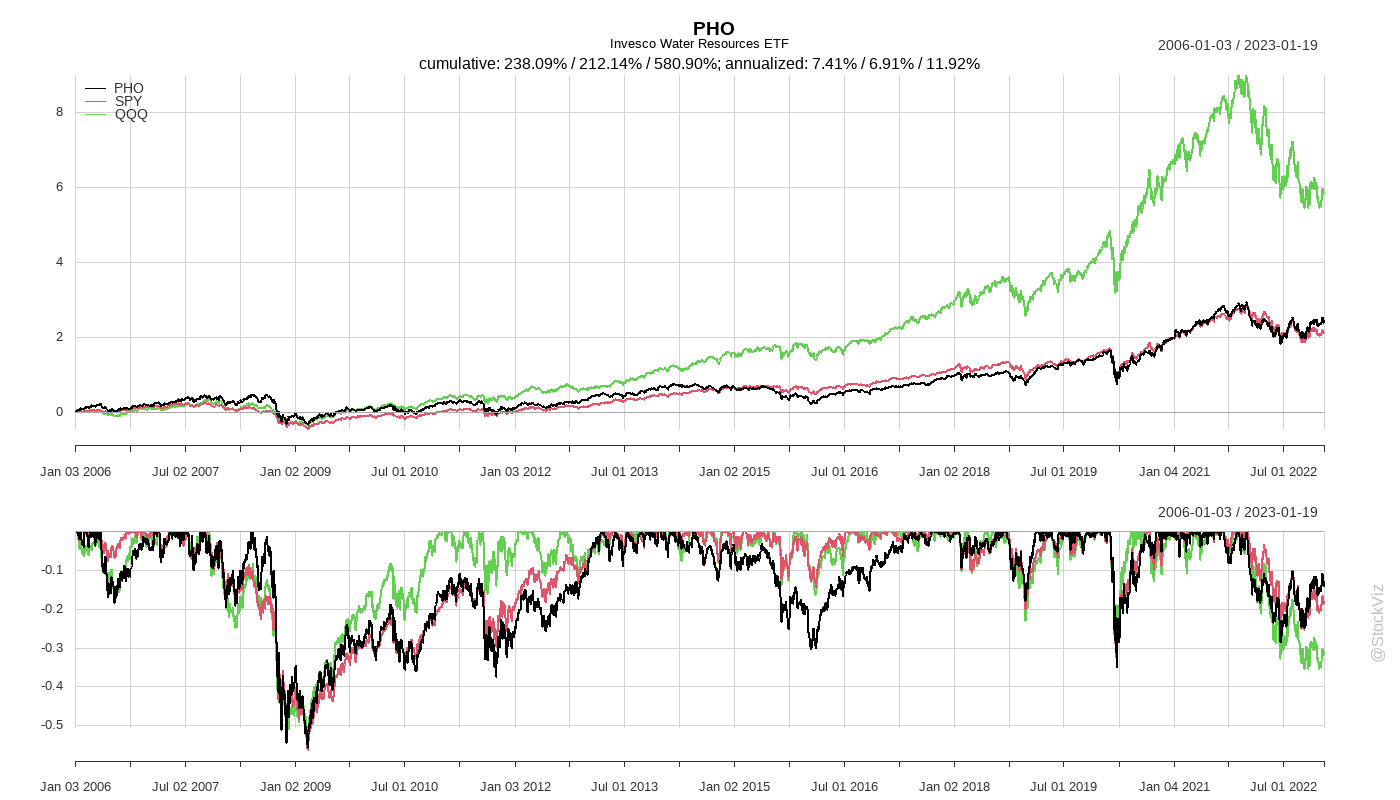 PHO
Invesco Water Resources ETF
2006-01-03 / 2023-01-19
cumulative: 238.09% / 212.14% / 580.90%; annualized: 7.41% / 6.91% / 11.92%
PHO
SPY
QQQ
8
6
4
2
0
Jan 03 2006 Jul 02 2007 Jan 02 2009 Jul 01 2010 Jan 03 2012 Jul 01 2013 Jan 02 2015 Jul 01 2016 Jan 02 2018 Jul 01 2019 Jan 04 2021 Jul 01 2022
2006-01-03 / 2023-01-19
-0.1
-0.2
-0.3
-0.4
-0.5
Jan 03 2006 Jul 02 2007 Jan 02 2009 Jul 01 2010 Jan 03 2012 Jul 01 2013 Jan 02 2015 Jul 01 2016 Jan 02 2018 Jul 01 2019 Jan 04 2021 Jul 01 2022
@StockViz